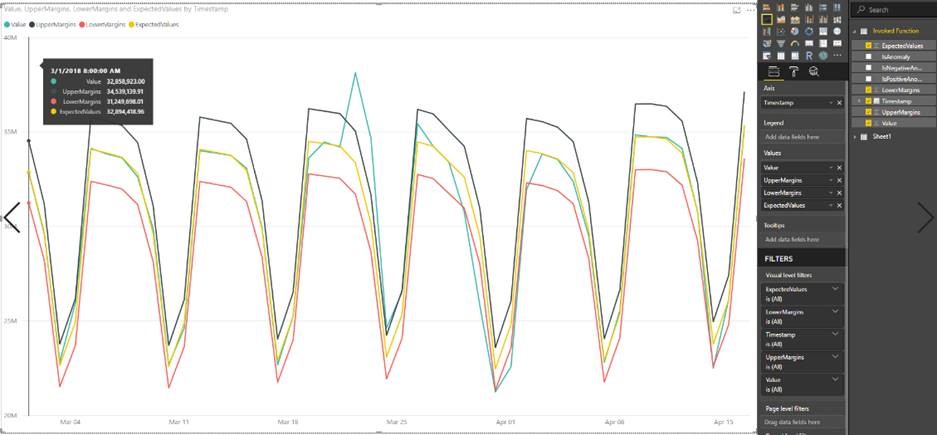 Value, UpperMargins, LowerMargins and ExpectedValues by Timestamp
Value UpperMargins LowerMargins ExpectedValues
40M
3/1/2018 8:00:00 AM
Value 32,858,923.00
UpperMargins 34,539,139.91
LowerMargins 31,249,698.01
ExpectedValues 32,894,418.96
35M
25M
20M
Mar 04 Mar 11 Mar 18 Mar 25 Apr 01 Apr 08 Apr 15
Axis
Timestamp
Legend
Add data fields here
Values
Value
UpperMargins
LowerMargins
ExpectedValues
Tooltips
Add data fields here
FILTERS
Visual level filters
ExpectedValues
is (All)
LowerMargins
is (All)
Timestamp
is (All)
UpperMargins
is (All)
Value
is (All)
Page level filters
Drag data fields here
Search
Invoked Function
ExpectedValues
IsAnomaly
IsNegativeAn...
IsPositiveAno...
LowerMargins
Timestamp
UpperMargins
Value
Sheet1